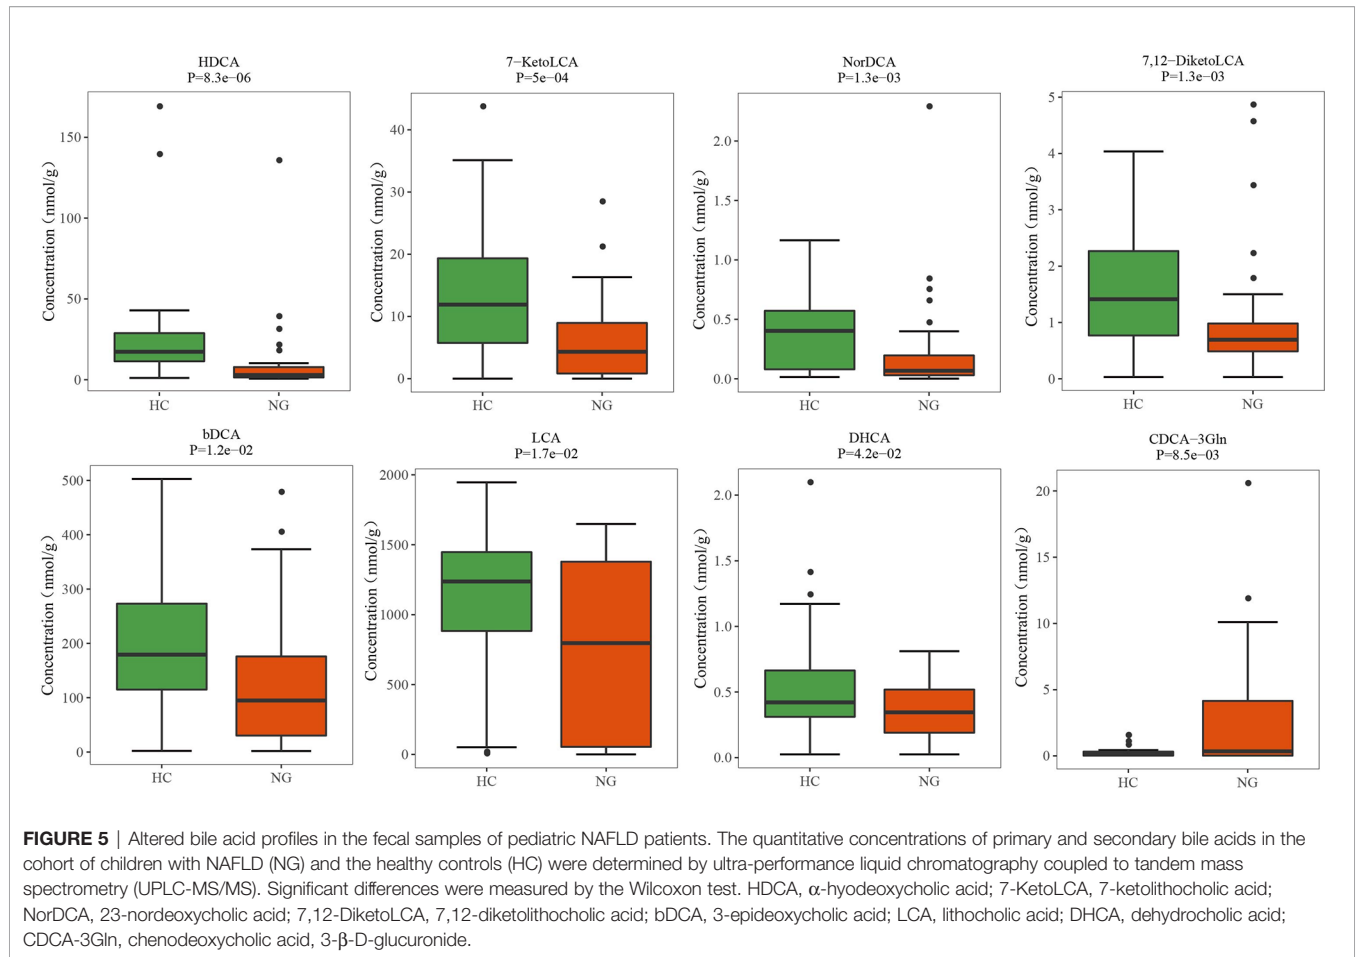 HDCA
P=8.3e−06
7−KetoLCA
P=5e−04
NorDCA
P=1.3e−03
7,12−DiketoLCA
P=1.3e−03
Concentration（nmol/g）
150
100
50
0
HC
NG
Concentration（nmol/g）
40
30
20
10
0
HC
NG
Concentration（nmol/g）
2.0
1.5
1.0
0.5
0.0
HC
NG
Concentration（nmol/g）
5
4
3
2
1
0
HC
NG
bDCA
P=1.2e−02
LCA
P=1.7e−02
DHCA
P=4.2e−02
CDCA−3Gln
P=8.5e−03
Concentration（nmol/g）
500
400
300
200
100
0
HC
NG
Concentration（nmol/g）
2000
1500
1000
500
0
HC
NG
Concentration（nmol/g）
2.0
1.5
1.0
0.5
0.0
HC
NG
Concentration（nmol/g）
20
15
10
5
0
HC
NG
FIGURE 5 | Altered bile acid profiles in the fecal samples of pediatric NAFLD patients. The quantitative concentrations of primary and secondary bile acids in the
cohort of children with NAFLD (NG) and the healthy controls (HC) were determined by ultra-performance liquid chromatography coupled to tandem mass
spectrometry (UPLC-MS/MS). Significant differences were measured by the Wilcoxon test. HDCA, α-hyodeoxycholic acid; 7-KetoLCA, 7-ketolithocholic acid;
NorDCA, 23-nordeoxycholic acid; 7,12-DiketoLCA, 7,12-diketolithocholic acid; bDCA, 3-epideoxycholic acid; LCA, lithocholic acid; DHCA, dehydrocholic acid;
CDCA-3Gln, chenodeoxycholic acid, 3-β-D-glucuronide.